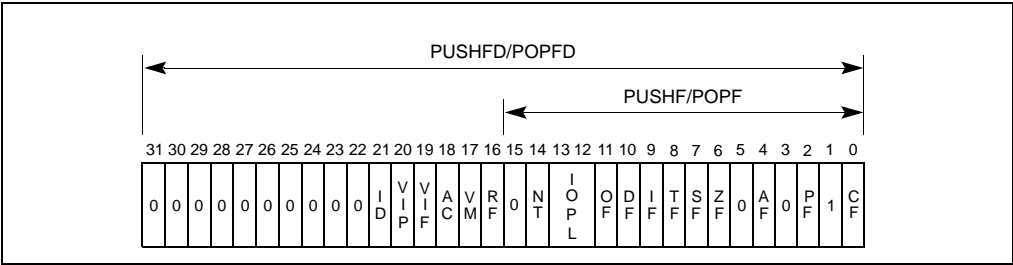 PUSHFD/POPFD
PUSHF/POPF
31 30 29 28 27 26 25 24 23 22 21 20 19 18 17 16 15 14 13 12 11 10 9 8 7 6 5 4 3 2 1 0
0 0 0 0 0 0 0 0 0 0 ID VIP VIF AC VM RF 0 NT IOPL OF DF IF TF SF ZF 0 AF 0 PF 1 CF